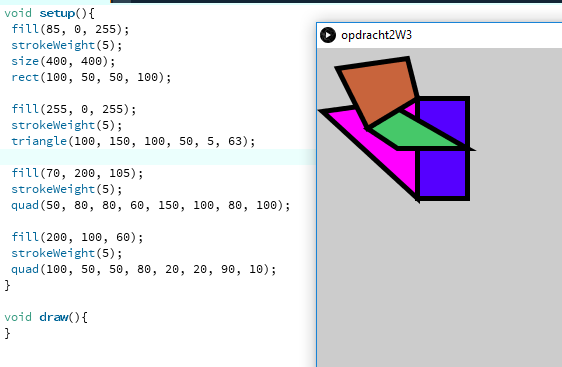 void setup(){
fill(85, 0, 255);
strokeWeight(5);
size(400, 400);
rect(100, 50, 50, 100);
fill(255, 0, 255);
strokeWeight(5);
triangle(100, 150, 100, 50, 5, 63);
fill(70, 200, 105);
strokeWeight(5);
quad(50, 80, 80, 60, 150, 100, 80, 100);
fill(200, 100, 60);
strokeWeight(5);
quad(100, 50, 50, 80, 20, 20, 90, 10);
}
void draw(){
}
opdracht2W3